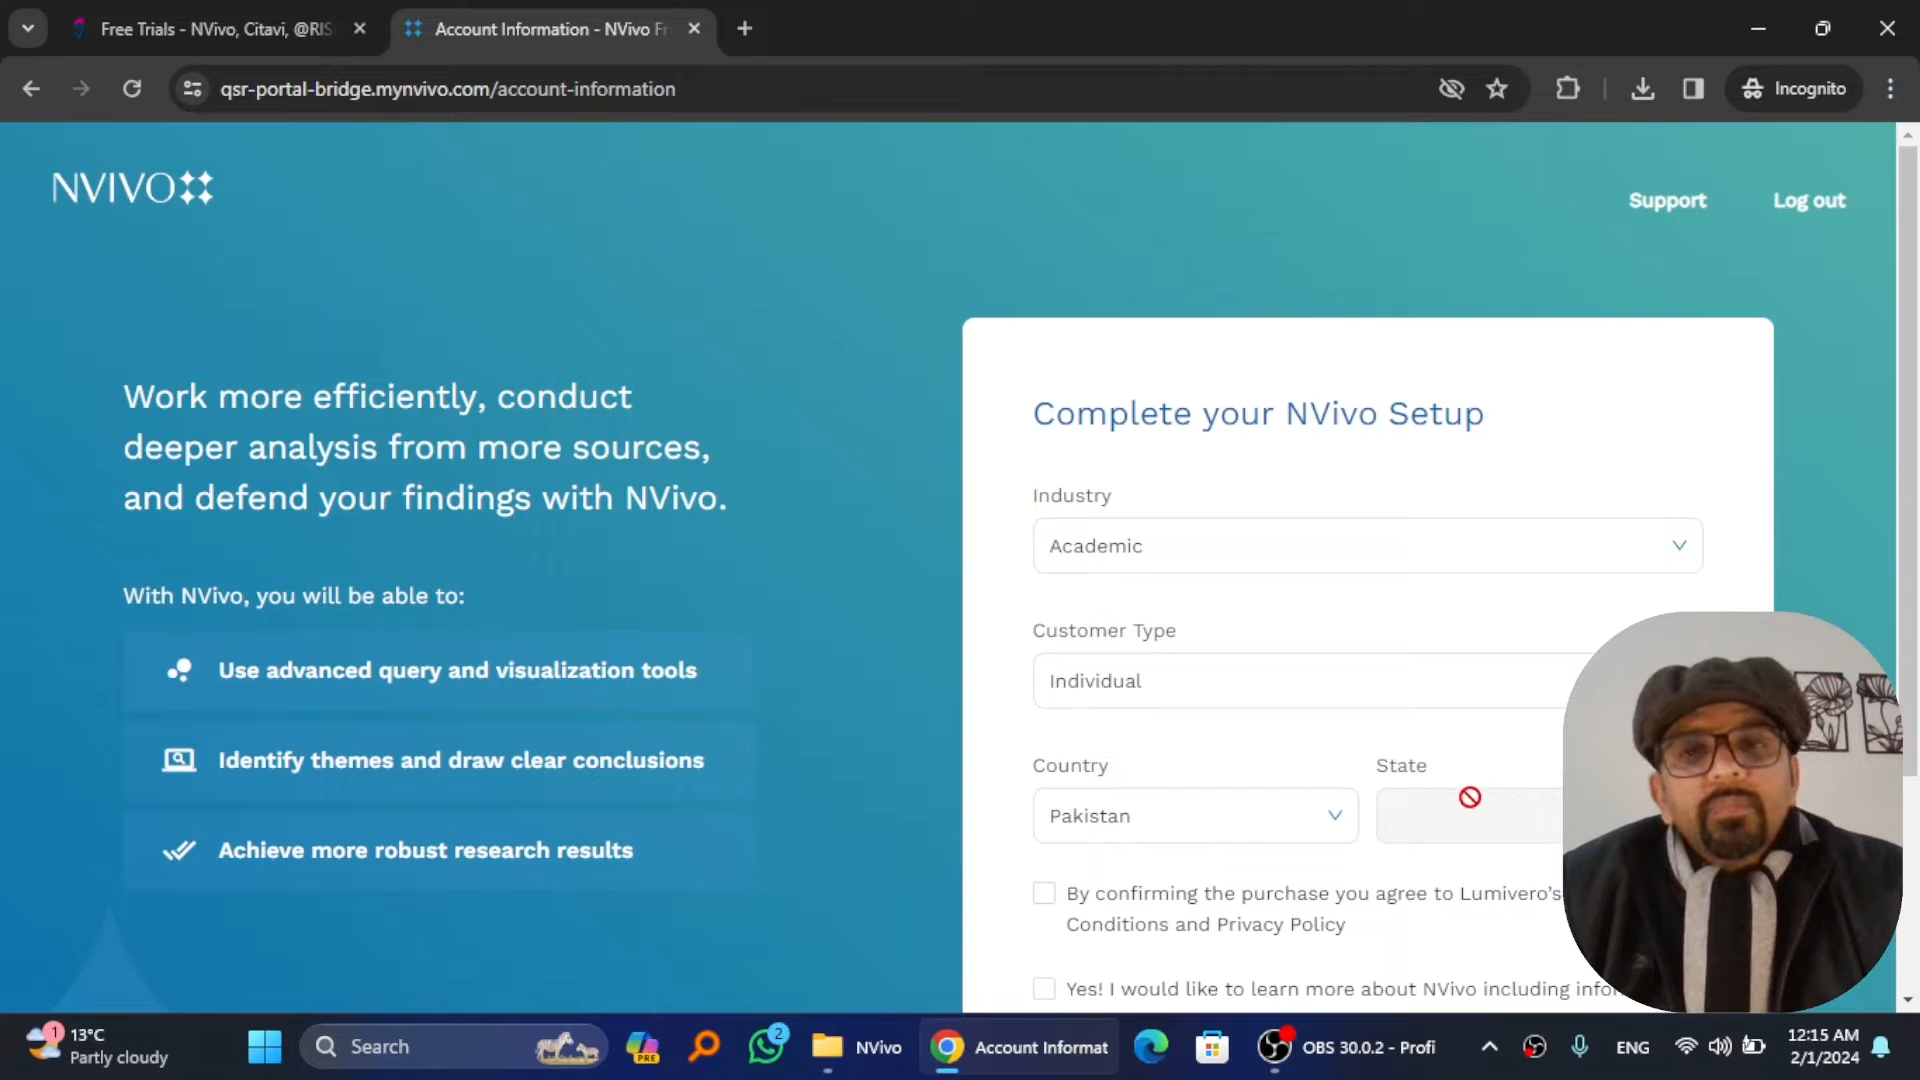 Free Trials - NVivo, Citavi, @RIS
Account Information - NVivo Fr
qsr-portal-bridge.mynvivo.com/account-information
Incognito
NVIVO
Support
Log out
Work more efficiently, conduct
deeper analysis from more sources,
and defend your findings with NVivo.
With NVivo, you will be able to:
Use advanced query and visualization tools
Identify themes and draw clear conclusions
Achieve more robust research results
Complete your NVivo Setup
Industry
Academic
Customer Type
Individual
Country
State
Pakistan
By confirming the purchase you agree to Lumivero's
Conditions and Privacy Policy
Yes! I would like to learn more about NVivo including
1
13°C
Partly cloudy
Search
PRE
2
NVivo
Account Informat
OBS 30.0.2 - Profi
ENG
12:15 AM
2/1/2024